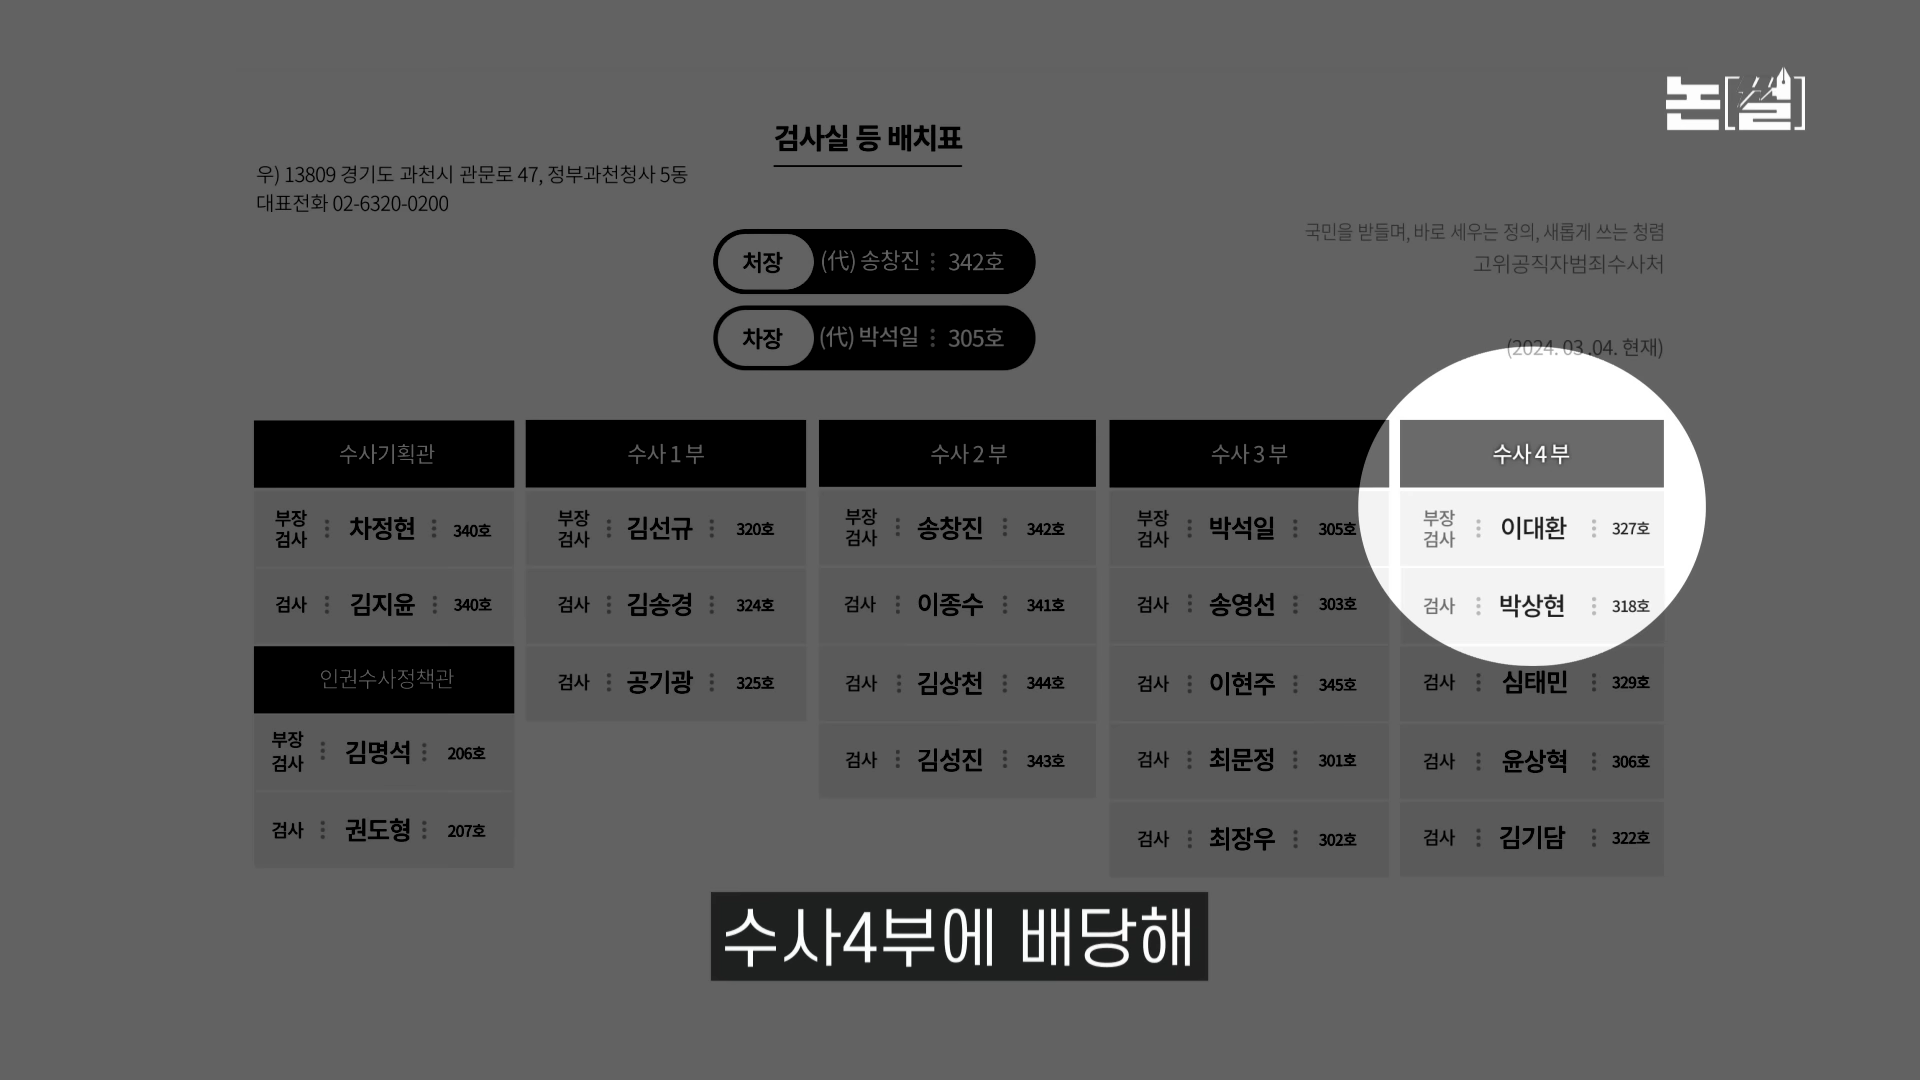 논[썰]
검사실 등 배치표
우) 13809 경기도 과천시 관문로 47, 정부과천청사 5동
대표전화 02-6320-0200
국민을 받들며, 바로 세우는 정의, 새롭게 쓰는 청렴
고위공직자범죄수사처
처장 (代) 송창진 : 342호
차장 (代) 박석일 : 305호
(2024. 03 .04. 현재)
수사기획관
부장
검사 : 차정현 : 340호
검사 : 김지윤 : 340호
인권수사정책관
부장
검사 : 김명석 : 206호
검사 : 권도형 : 207호
수사 1 부
부장
검사 : 김선규 : 320호
검사 : 김송경 : 324호
검사 : 공기광 : 325호
수사 2 부
부장
검사 : 송창진 : 342호
검사 : 이종수 : 341호
검사 : 김상천 : 344호
검사 : 김성진 : 343호
수사 3 부
부장
검사 : 박석일 : 305호
검사 : 송영선 : 303호
검사 : 이현주 : 345호
검사 : 최문정 : 301호
검사 : 최장우 : 302호
수사 4 부
부장
검사 : 이대환 : 327호
검사 : 박상현 : 318호
검사 : 심태민 : 329호
검사 : 윤상혁 : 306호
검사 : 김기담 : 322호
수사4부에 배당해